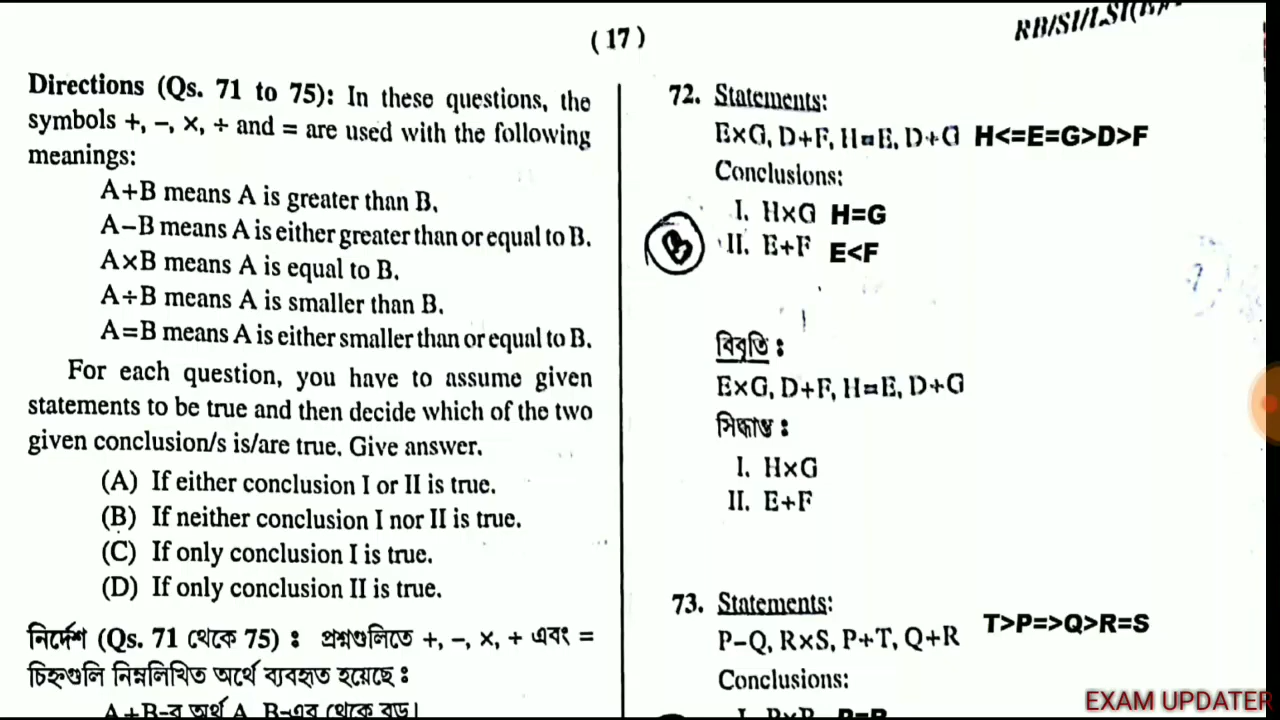 (17)
RB/SI/LSI(
Directions (Qs. 71 to 75): In these questions, the
symbols +, −, ×, ÷ and = are used with the following
meanings:
A+B means A is greater than B.
A−B means A is either greater than or equal to B.
A×B means A is equal to B.
A÷B means A is smaller than B.
A=B means A is either smaller than or equal to B.
For each question, you have to assume given
statements to be true and then decide which of the two
given conclusion/s is/are true. Give answer.
(A) If either conclusion I or II is true.
(B) If neither conclusion I nor II is true.
(C) If only conclusion I is true.
(D) If only conclusion II is true.
নির্দেশ (Qs. 71 থেকে 75) : প্রশ্নগুলিতে +, −, ×, ÷ এবং =
চিহ্নগুলি নিম্নলিখিত অর্থে ব্যবহৃত হয়েছে :
A+B-র অর্থ A, B-এর থেকে বড়।
72. Statements:
E×G, D+F, H=E, D÷G H<=E=G>D>F
Conclusions:
I. H×G H=G
B II. E+F E<F
বিবৃতি :
E×G, D+F, H=E, D÷G
সিদ্ধান্ত :
I. H×G
II. E+F
73. Statements:
P−Q, R×S, P÷T, Q+R T>P=>Q>R=S
Conclusions:
EXAM UPDATER